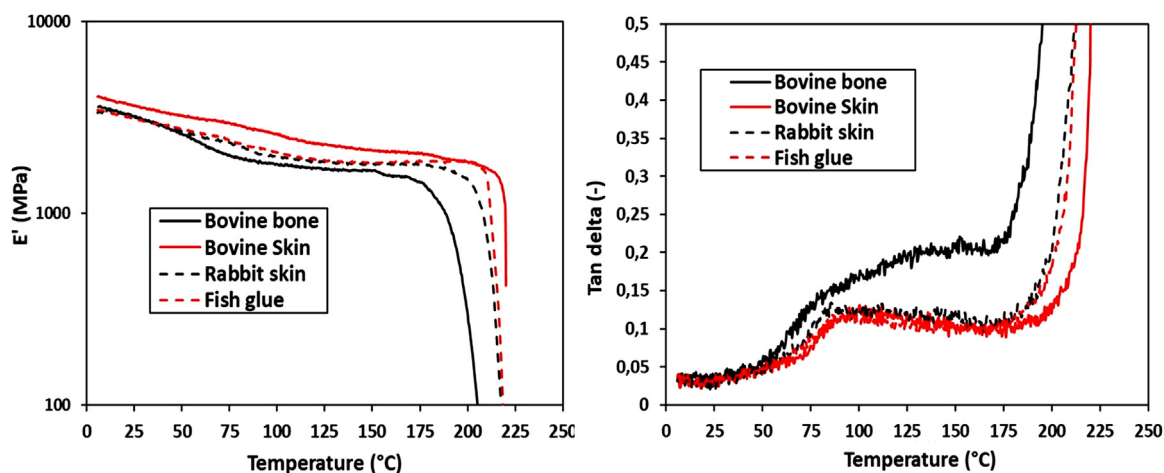 10000
1000
100
E' (MPa)
Bovine bone
Bovine Skin
Rabbit skin
Fish glue
0 25 50 75 100 125 150 175 200 225 250
Temperature (°C)
0,5
0,45
0,4
0,35
0,3
0,25
0,2
0,15
0,1
0,05
0
Tan delta (-)
Bovine bone
Bovine Skin
Rabbit skin
Fish glue
0 25 50 75 100 125 150 175 200 225 250
Temperature (°C)